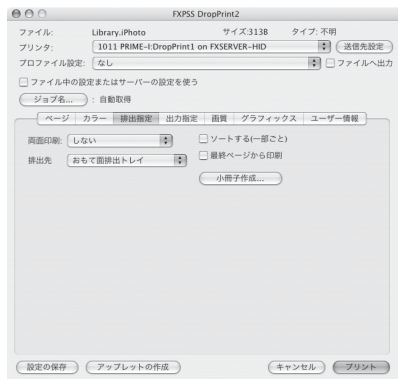 FXPSS DropPrint2
ファイル: Library.iPhoto サイズ:3138 タイプ: 不明
プリンタ: 1011 PRIME-I:DropPrint1 on FXSERVER-HID 送信先設定
プロファイル設定: なし ファイルへ出力
ファイル中の設定またはサーバーの設定を使う
ジョブ名... : 自動取得
ページ カラー 排出指定 出力指定 画質 グラフィックス ユーザー情報
両面印刷: しない ソートする(一部ごと)
排出先 おもて面排出トレイ 最終ページから印刷
小冊子作成...
設定の保存 アップレットの作成 キャンセル プリント